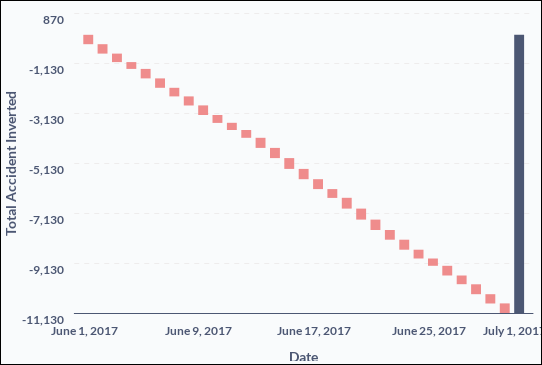 870
-1,130
-3,130
-5,130
-7,130
-9,130
-11,130
Total Accident Inverted
June 1, 2017 June 9, 2017 June 17, 2017 June 25, 2017 July 1, 2017
Date